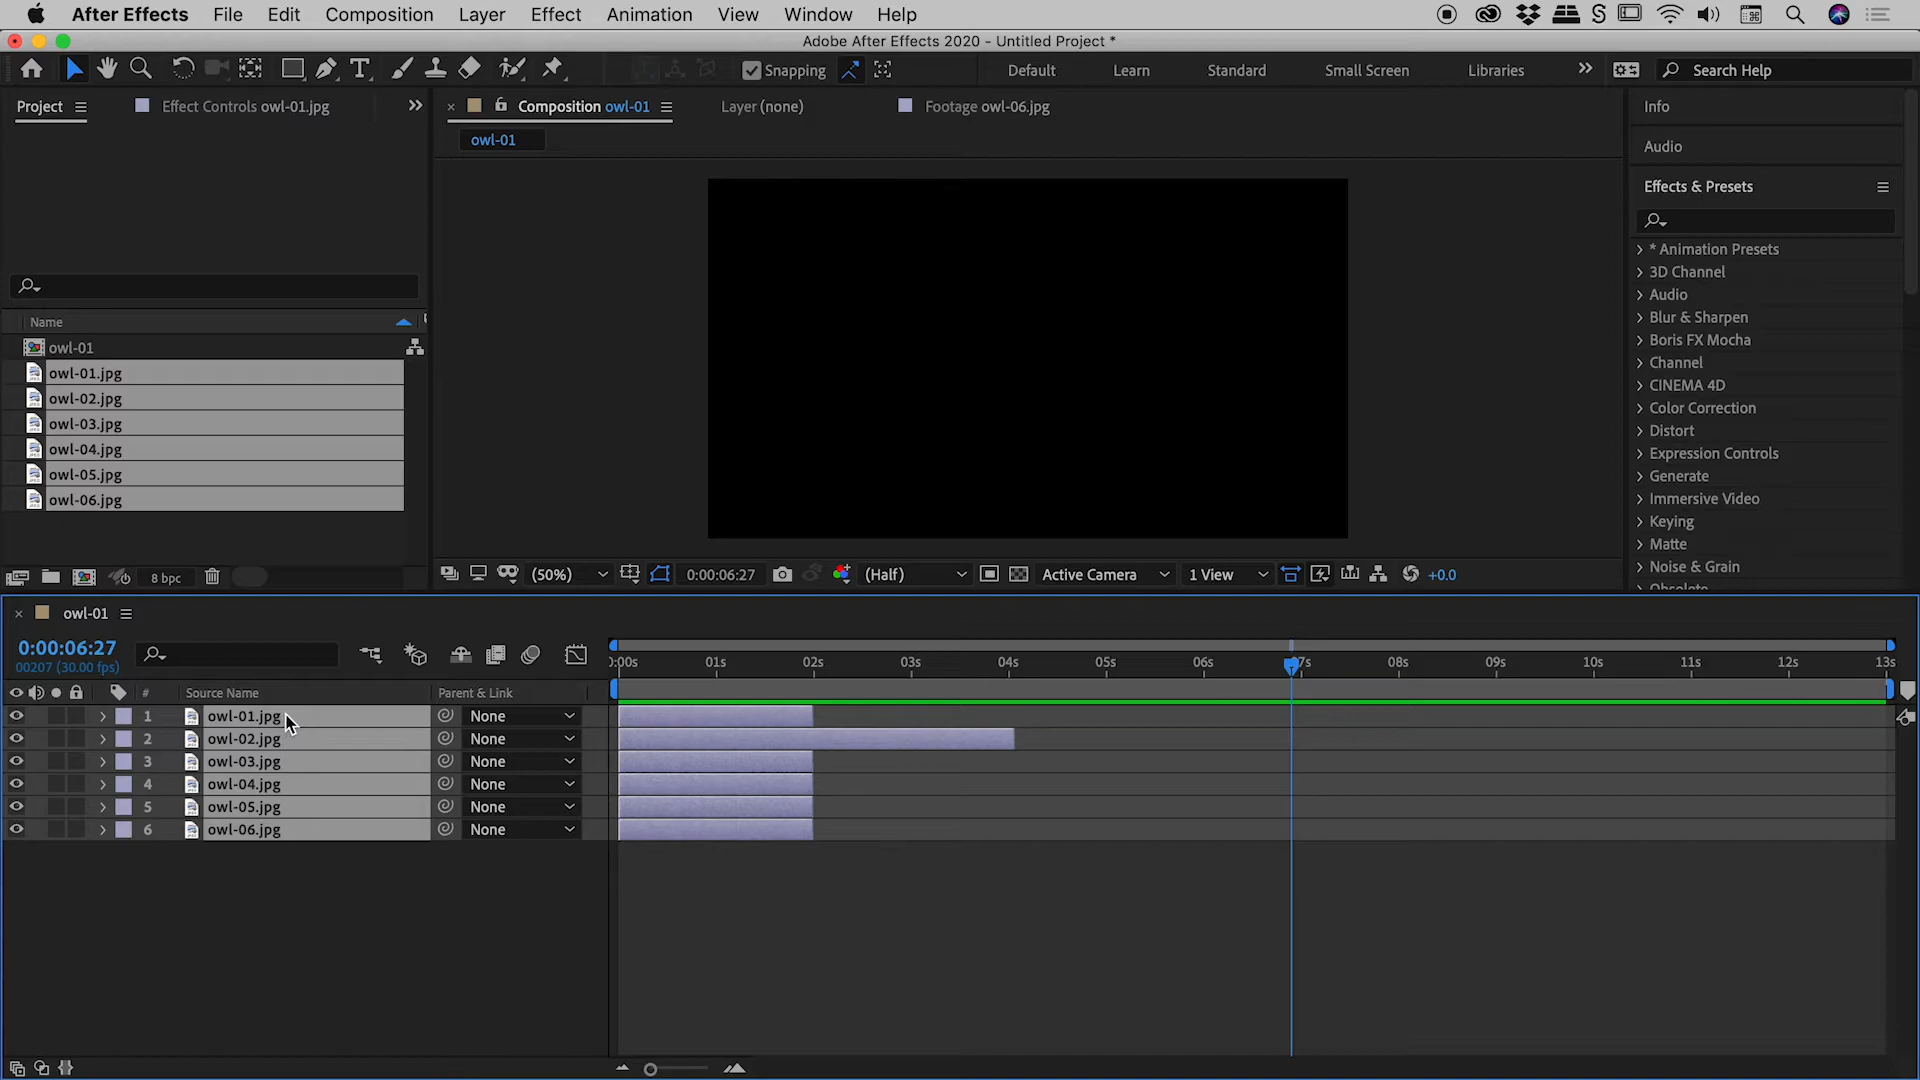 After Effects File Edit Composition Layer Effect Animation View Window Help
Adobe After Effects 2020 - Untitled Project *
Snapping Default Learn Standard Small Screen Libraries Search Help
Project Effect Controls owl-01.jpg Composition owl-01 Layer (none) Footage owl-06.jpg Info
owl-01
Audio
Effects & Presets
* Animation Presets
3D Channel
Audio
Blur & Sharpen
Boris FX Mocha
Channel
CINEMA 4D
Color Correction
Distort
Expression Controls
Generate
Immersive Video
Keying
Matte
Noise & Grain
Obsolete
Name
owl-01
owl-01.jpg
owl-02.jpg
owl-03.jpg
owl-04.jpg
owl-05.jpg
owl-06.jpg
8 bpc (50%) 0:00:06:27 (Half) Active Camera 1 View +0.0
owl-01
0:00:06:27
00207 (30.00 fps)
):00s 01s 02s 03s 04s 05s 06s 7s 08s 09s 10s 11s 12s 13s
# Source Name Parent & Link
1 owl-01.jpg None
2 owl-02.jpg None
3 owl-03.jpg None
4 owl-04.jpg None
5 owl-05.jpg None
6 owl-06.jpg None